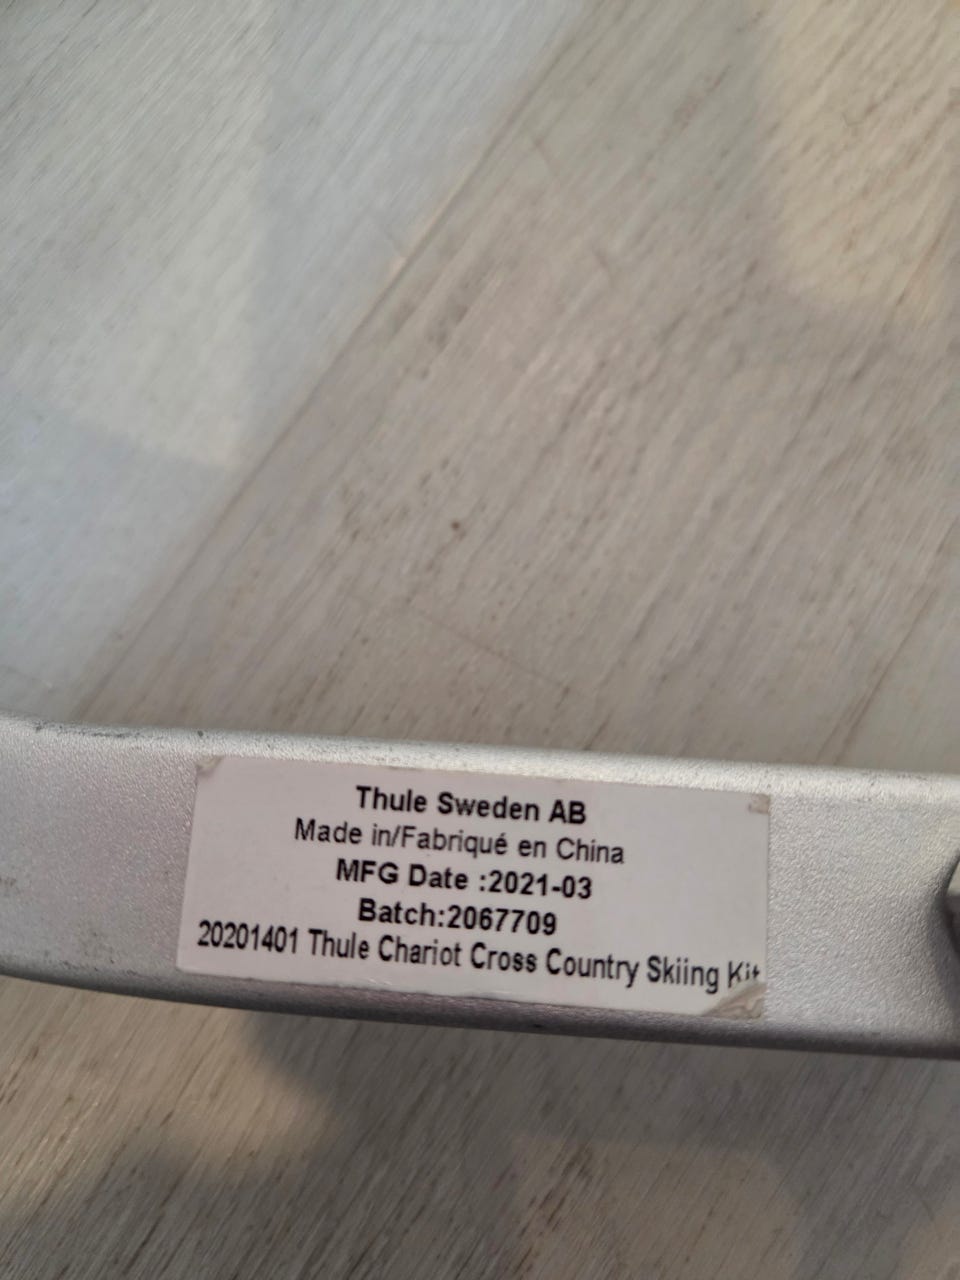 Thule Sweden AB
Made in/Fabriqué en China
MFG Date :2021-03
Batch:2067709
20201401 Thule Chariot Cross Country Skiing Kit